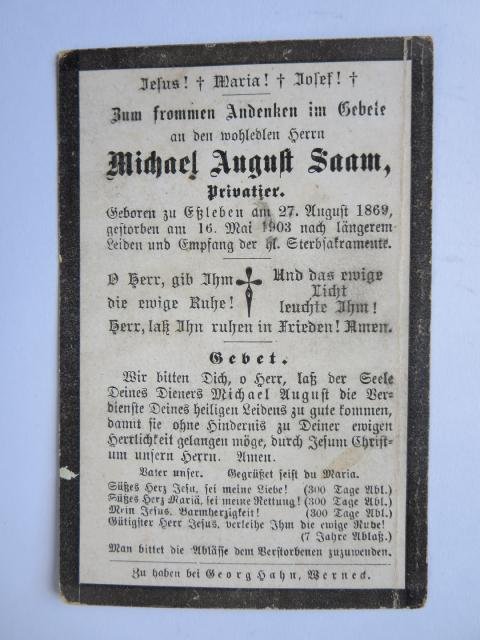 Jesus! † Maria! † Josef! †
Zum frommen Andenken im Gebete
an den wohledlen Herrn
Michael August Saam,
Privatier.
Geboren zu Eßleben am 27. August 1869,
gestorben am 16. Mai 1903 nach längerem
Leiden und Empfang der hl. Sterbsakramente.
O Herr, gib Ihm
die ewige Ruhe!
Und das ewige
Licht
leuchte Ihm!
Herr, laß Ihn ruhen in Frieden! Amen.
Gebet.
Wir bitten Dich, o Herr, laß der Seele
Deines Dieners Michael August die Ver-
dienste Deines heiligen Leidens zu gute kommen,
damit sie ohne Hindernis zu Deiner ewigen
Herrlichkeit gelangen möge, durch Jesum Christ-
um unsern Herrn. Amen.
Vater unser. Gegrüßet seist du Maria.
Süßes Herz Jesu, sei meine Liebe! (300 Tage Abl.)
Süßes Herz Mariä, sei meine Rettung! (300 Tage Abl.)
Mein Jesus, Barmherzigkeit! (300 Tage Abl.)
Gütigster Herr Jesus, verleihe Ihm die ewige Ruhe!
(7 Jahre Ablaß.)
Man bittet die Ablässe dem Verstorbenen zuzuwenden.
Zu haben bei Georg Hahn, Werneck.